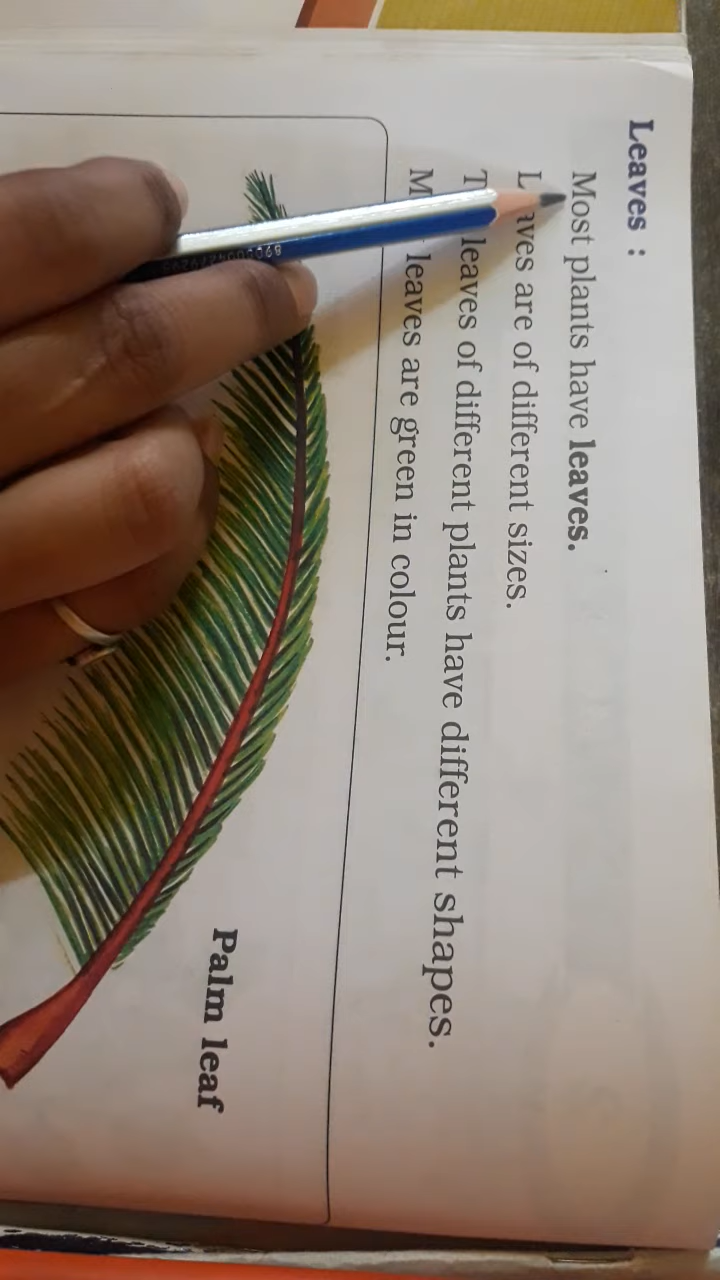 Leaves :
Most plants have leaves.
are of different sizes.
leaves of different plants have different shapes.
leaves are green in colour.
Palm leaf